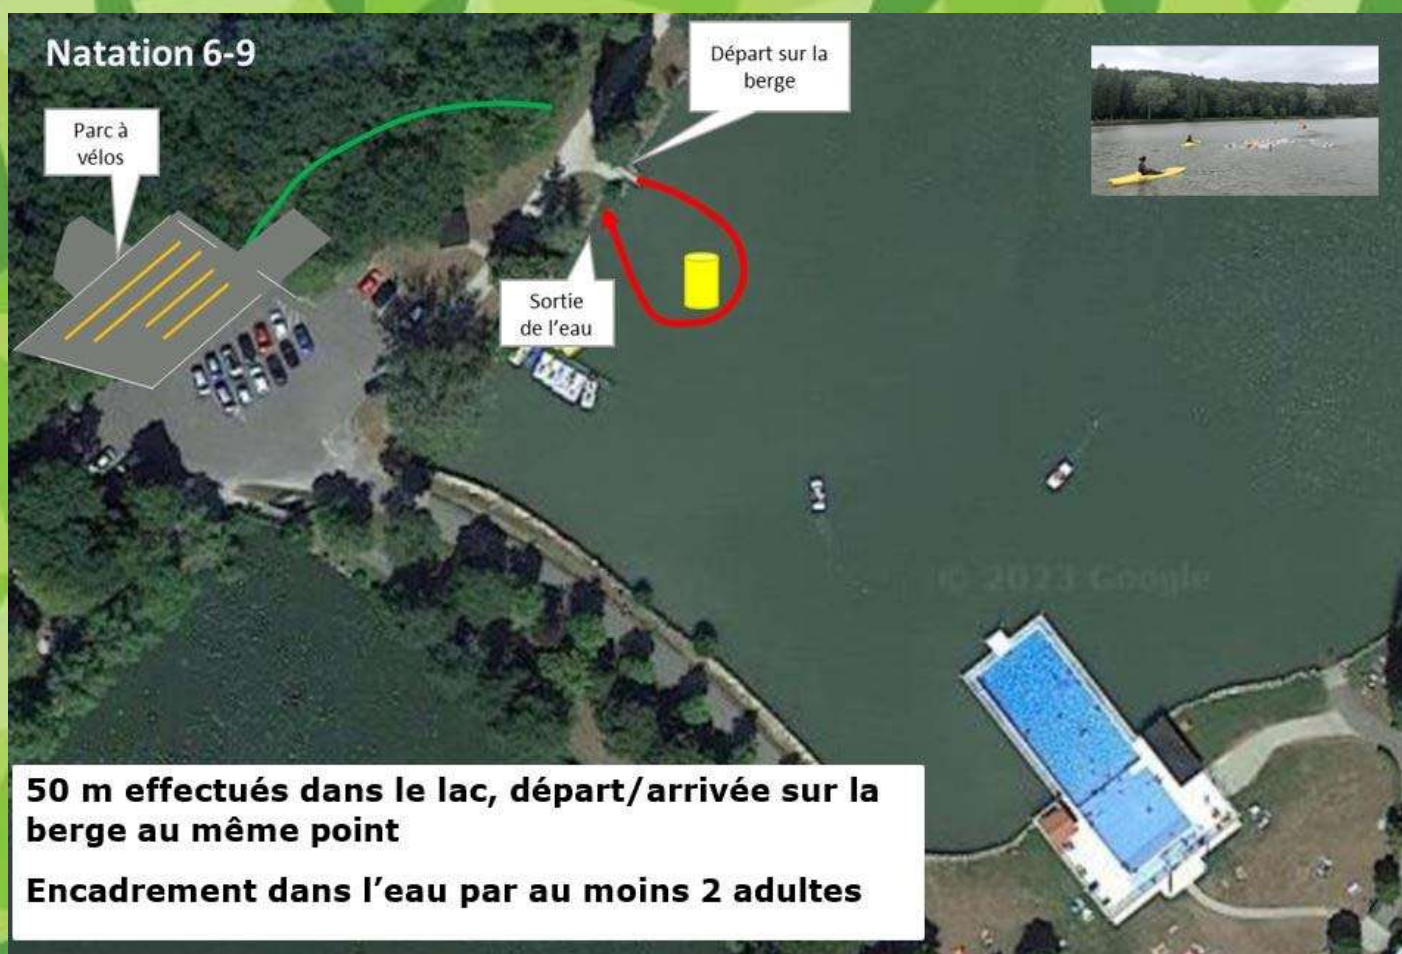 Natation 6-9
Départ sur la
berge
Parc à
vélos
Sortie
de l'eau
© 2023 Google
50 m effectués dans le lac, départ/arrivée sur la
berge au même point
Encadrement dans l'eau par au moins 2 adultes